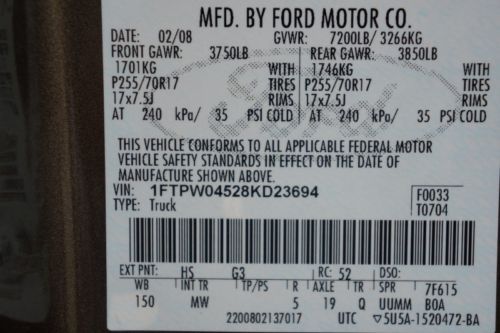 MFD. BY FORD MOTOR CO.
DATE: 02/08 GVWR: 7200LB/ 3266KG
FRONT GAWR: 3750LB REAR GAWR: 3850LB
1701KG WITH 1746KG WITH
P255/70R17 TIRES P255/70R17 TIRES
17x7.5J RIMS 17x7.5J RIMS
AT 240 kPa/ 35 PSI COLD AT 240 kPa/ 35 PSI COLD
Ford
THIS VEHICLE CONFORMS TO ALL APPLICABLE FEDERAL MOTOR
VEHICLE SAFETY STANDARDS IN EFFECT ON THE DATE OF
MANUFACTURE SHOWN ABOVE.
VIN: 1FTPW04528KD23694 F0033
TYPE: Truck T0704
EXT PNT: HS G3 RC: 52 DSO:
WB INT TR TP/PS R AXLE TR SPR 7F615
150 MW 5 19 Q UUMM BOA
2200802137017 UTC ▽5U5A-1520472-BA